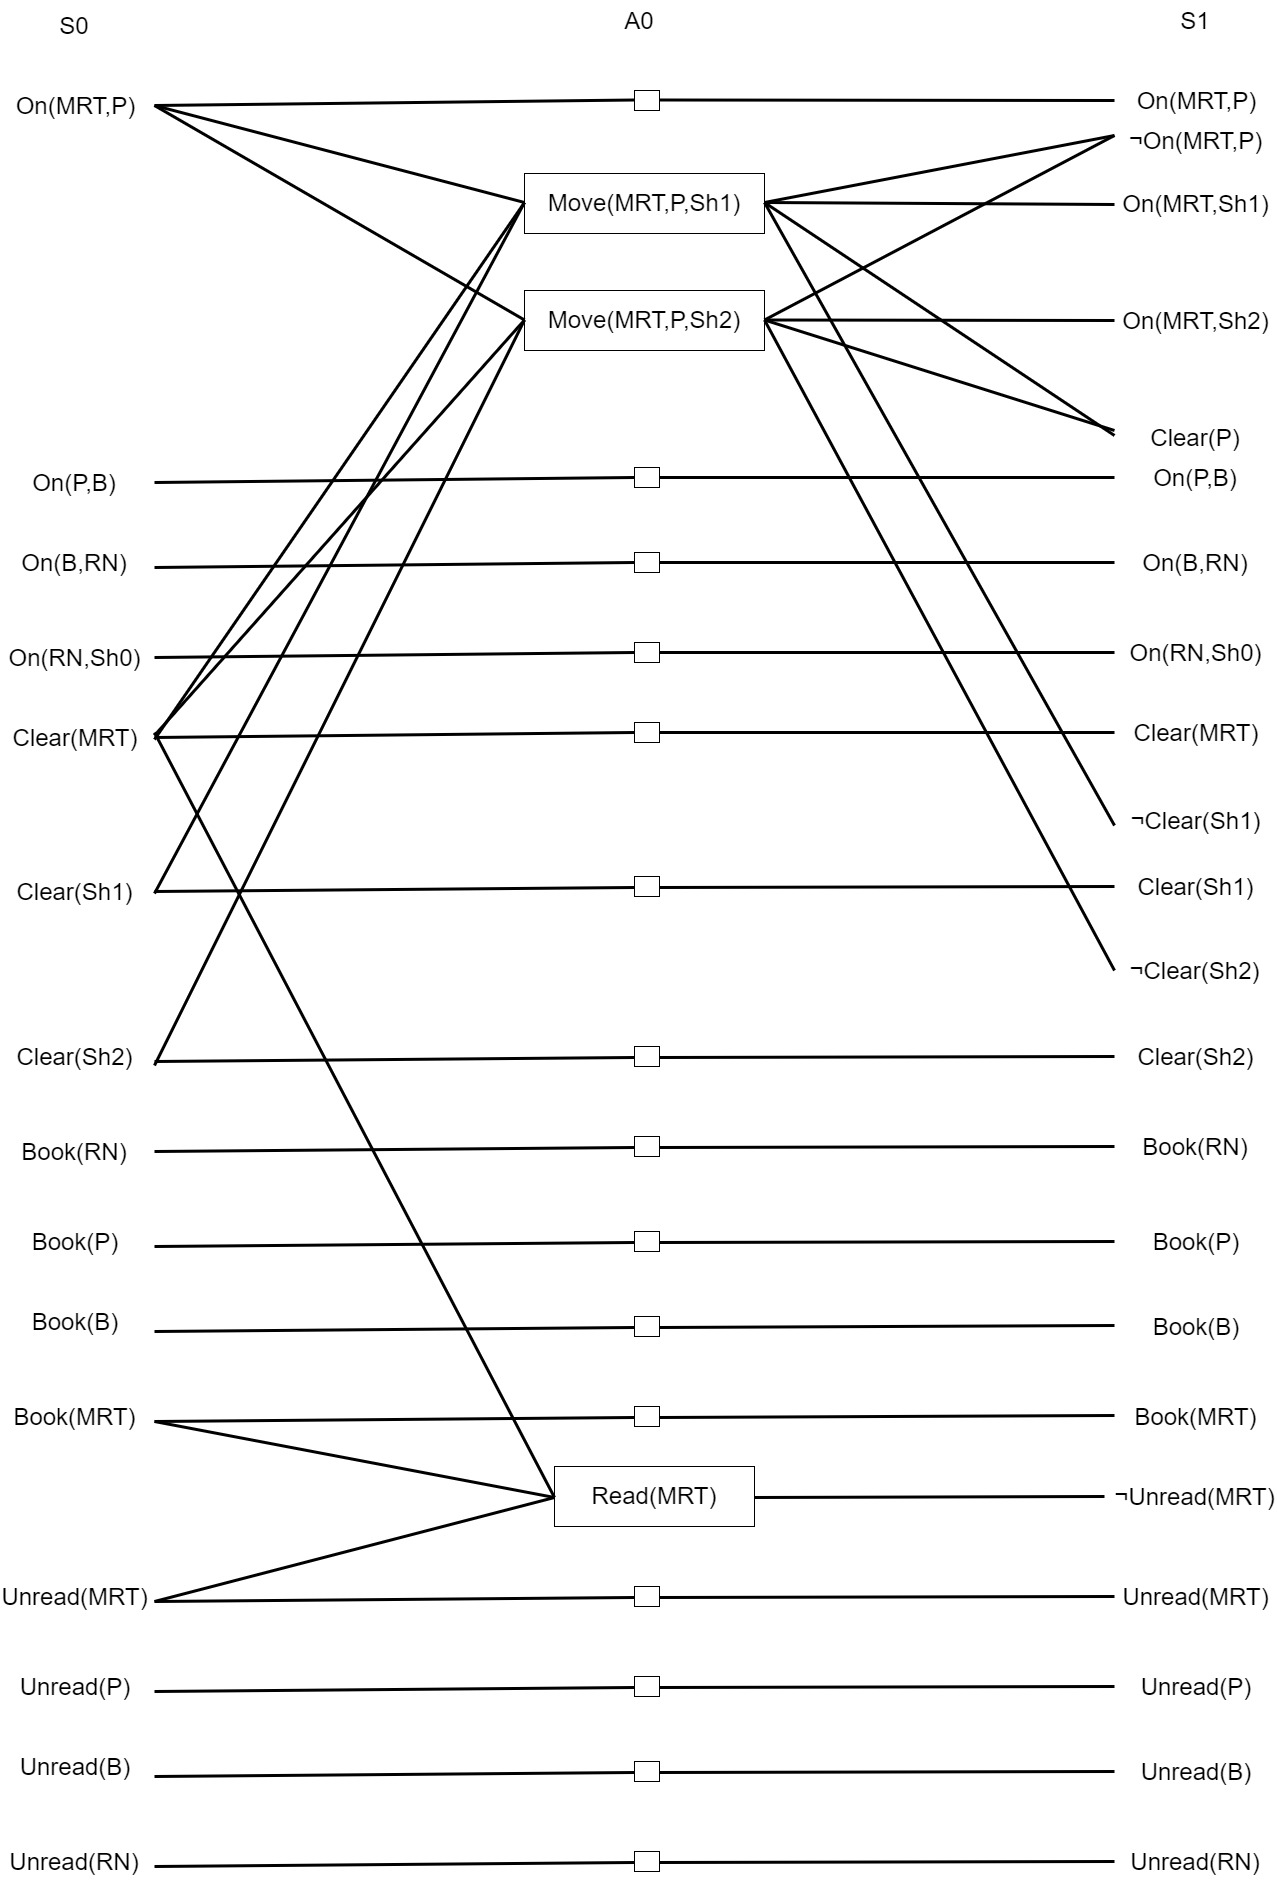 S0 A0 S1
On(MRT,P) On(MRT,P)
¬On(MRT,P)
Move(MRT,P,Sh1) On(MRT,Sh1)
Move(MRT,P,Sh2) On(MRT,Sh2)
Clear(P)
On(P,B) On(P,B)
On(B,RN) On(B,RN)
On(RN,Sh0) On(RN,Sh0)
Clear(MRT) Clear(MRT)
¬Clear(Sh1)
Clear(Sh1) Clear(Sh1)
¬Clear(Sh2)
Clear(Sh2) Clear(Sh2)
Book(RN) Book(RN)
Book(P) Book(P)
Book(B) Book(B)
Book(MRT) Book(MRT)
Read(MRT) ¬Unread(MRT)
Unread(MRT) Unread(MRT)
Unread(P) Unread(P)
Unread(B) Unread(B)
Unread(RN) Unread(RN)